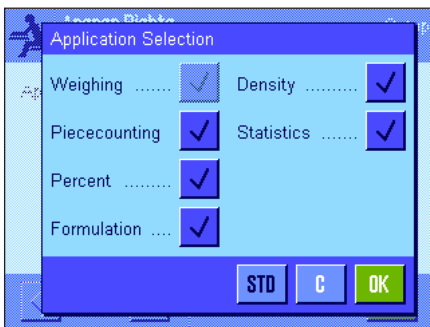 Application Selection
Weighing ....... Density ..........
Piececounting Statistics .......
Percent .........
Formulation ....
STD C OK